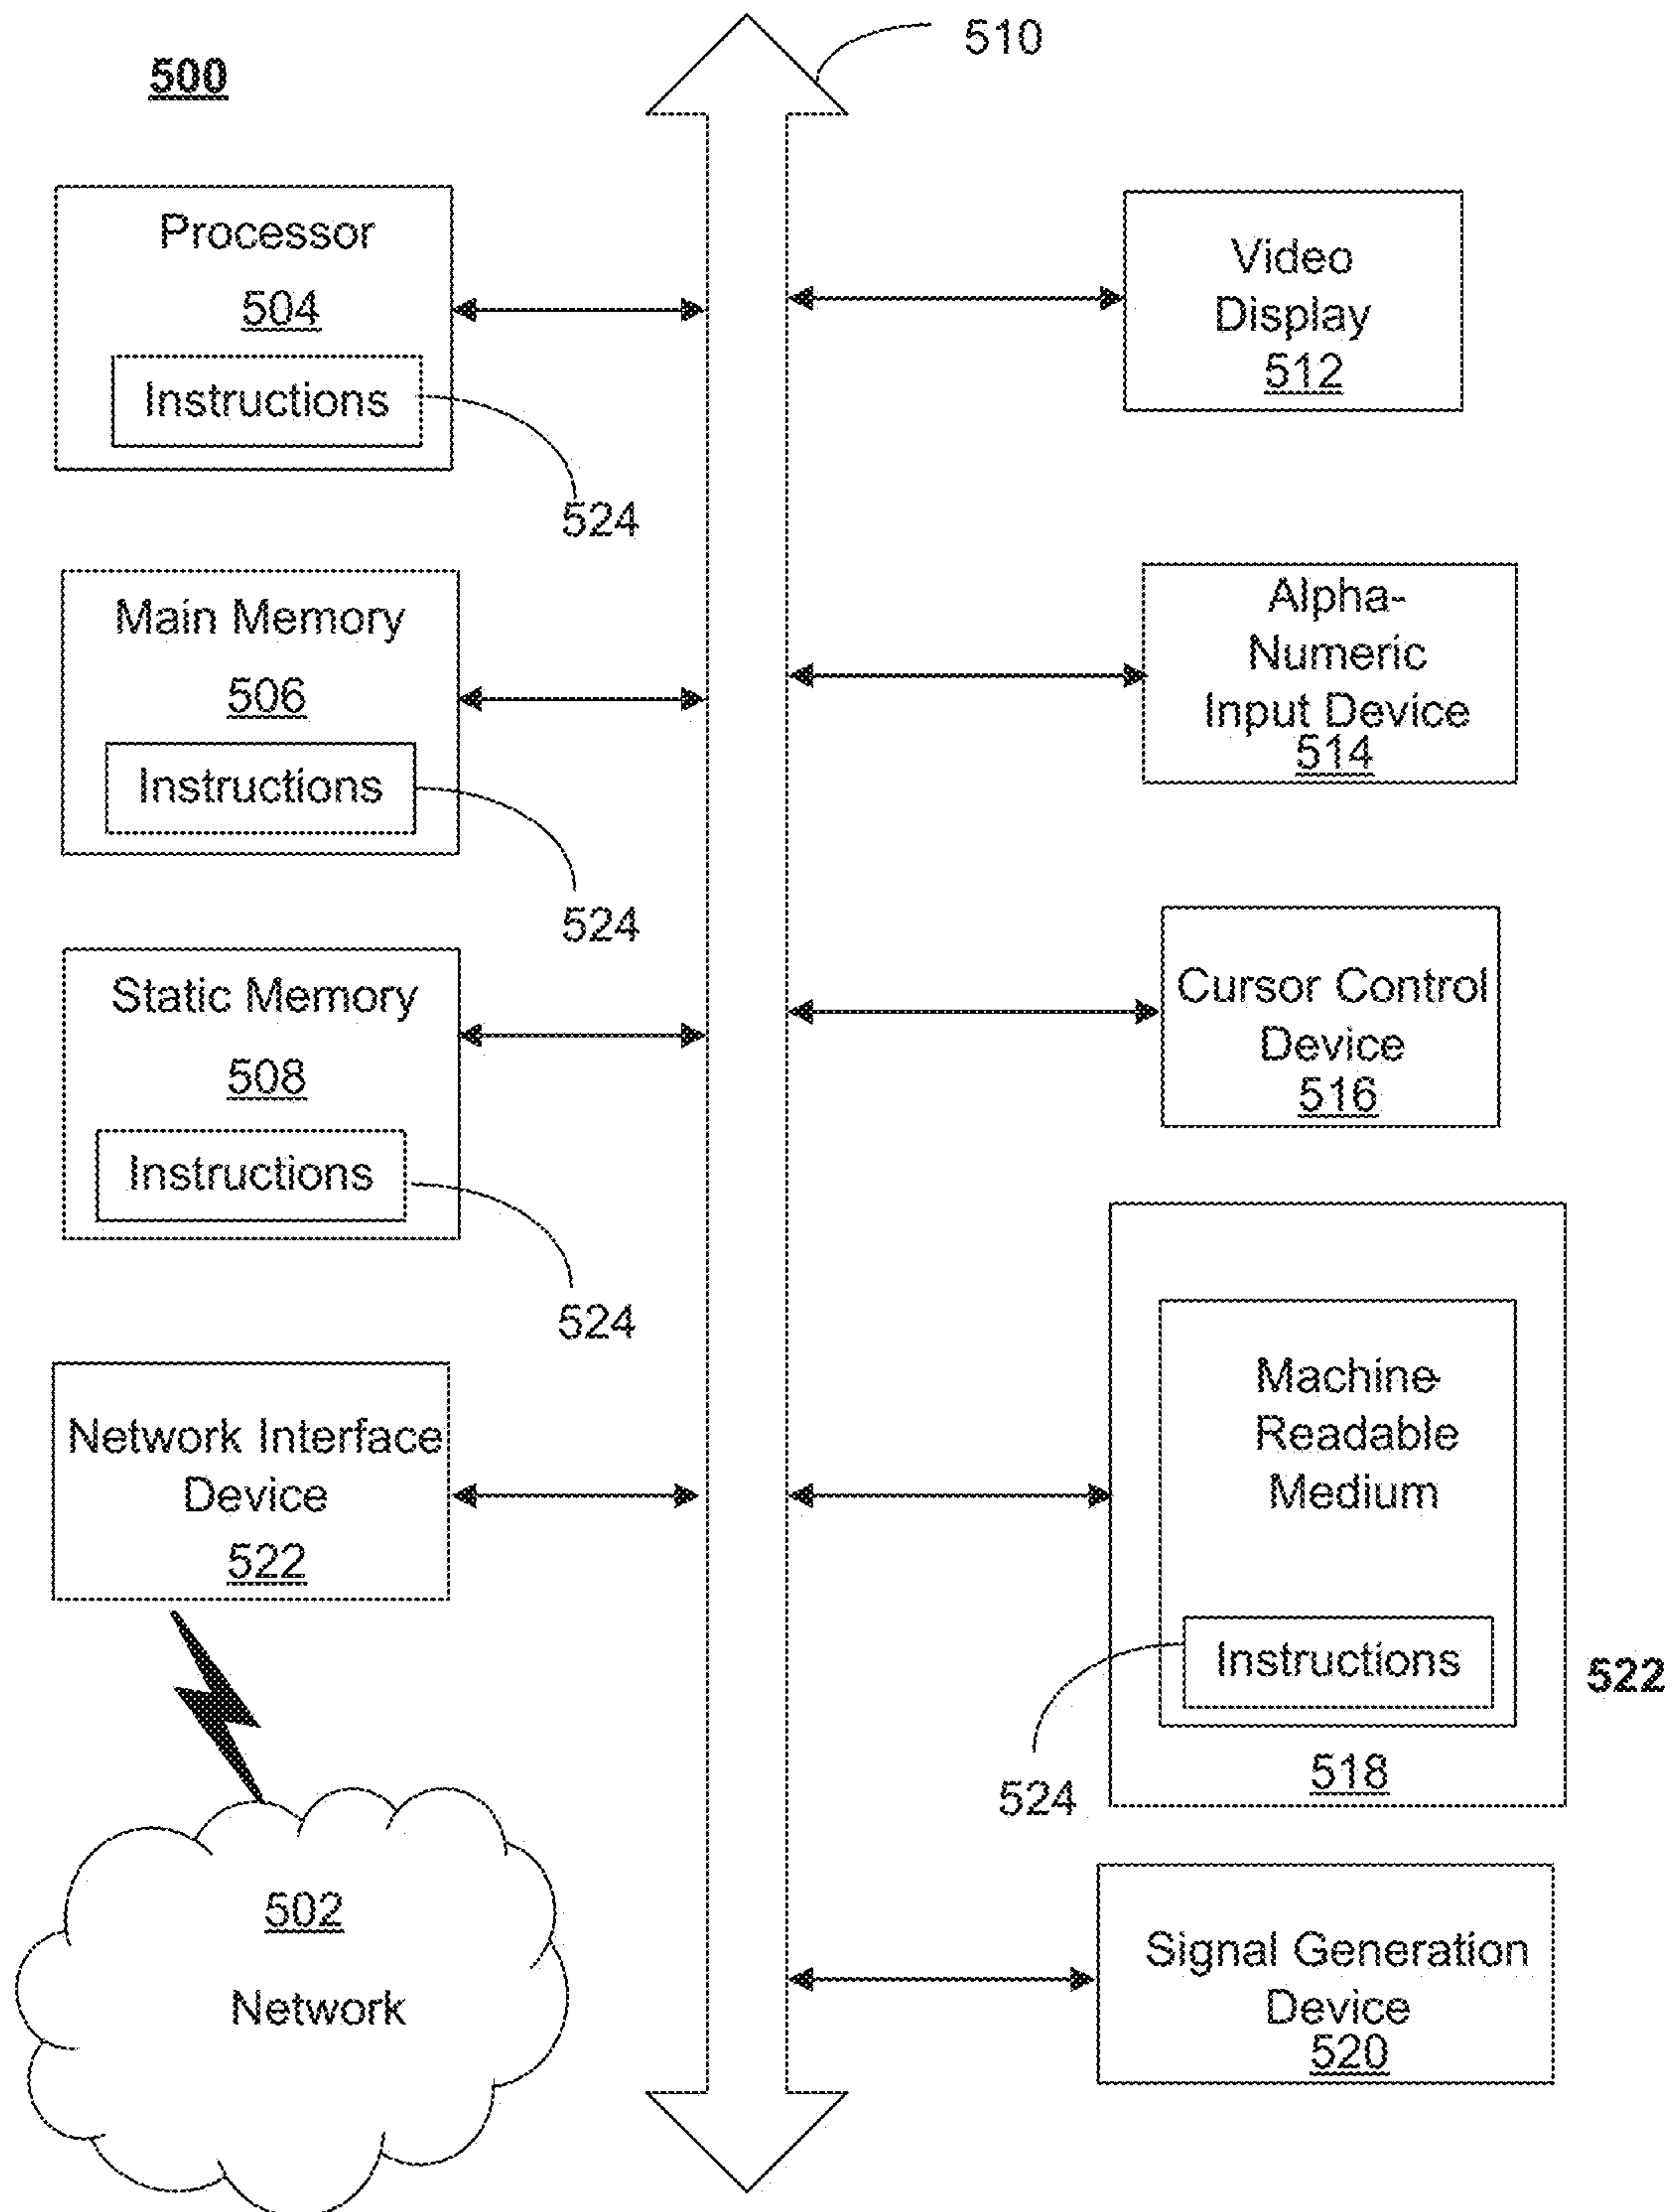 510
500
Processor
504
Instructions
524
Video
Display
512
Main Memory
506
Instructions
524
Alpha-
Numeric
Input Device
514
Static Memory
508
Instructions
524
Cursor Control
Device
516
Network Interface
Device
522
Machine-
Readable
Medium
Instructions
522
518
524
502
Network
Signal Generation
Device
520